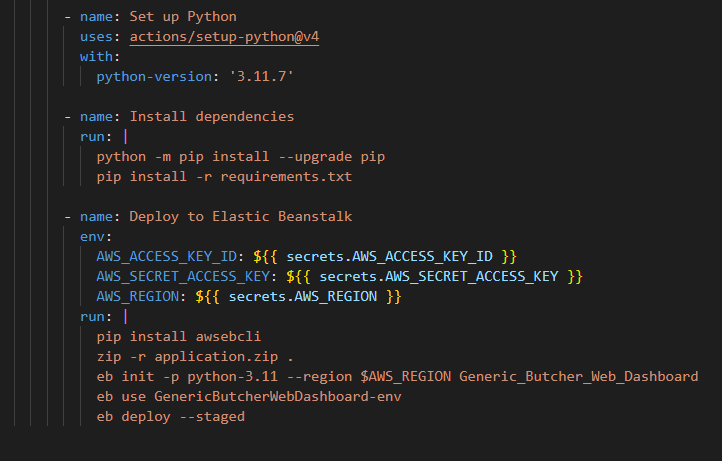 - name: Set up Python
uses: actions/setup-python@v4
with:
python-version: '3.11.7'
- name: Install dependencies
run: |
python -m pip install --upgrade pip
pip install -r requirements.txt
- name: Deploy to Elastic Beanstalk
env:
AWS_ACCESS_KEY_ID: ${{ secrets.AWS_ACCESS_KEY_ID }}
AWS_SECRET_ACCESS_KEY: ${{ secrets.AWS_SECRET_ACCESS_KEY }}
AWS_REGION: ${{ secrets.AWS_REGION }}
run: |
pip install awsebcli
zip -r application.zip .
eb init -p python-3.11 --region $AWS_REGION Generic_Butcher_Web_Dashboard
eb use GenericButcherWebDashboard-env
eb deploy --staged